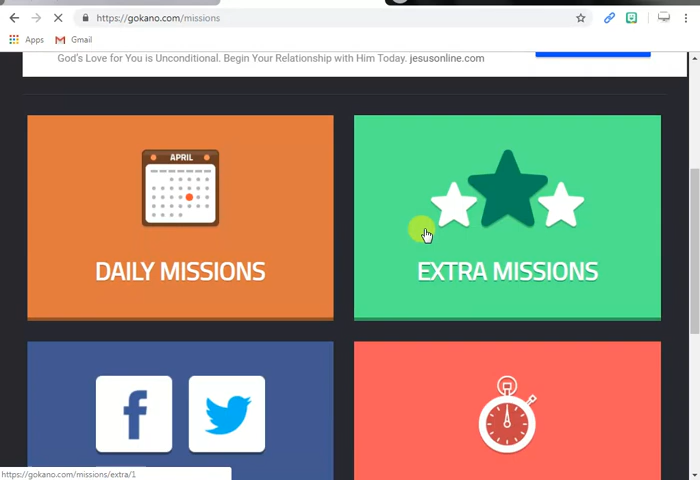 https://gokano.com/missions
Apps Gmail
God's Love for You is Unconditional. Begin Your Relationship with Him Today. jesusonline.com
APRIL
DAILY MISSIONS
EXTRA MISSIONS
https://gokano.com/missions/extra/1